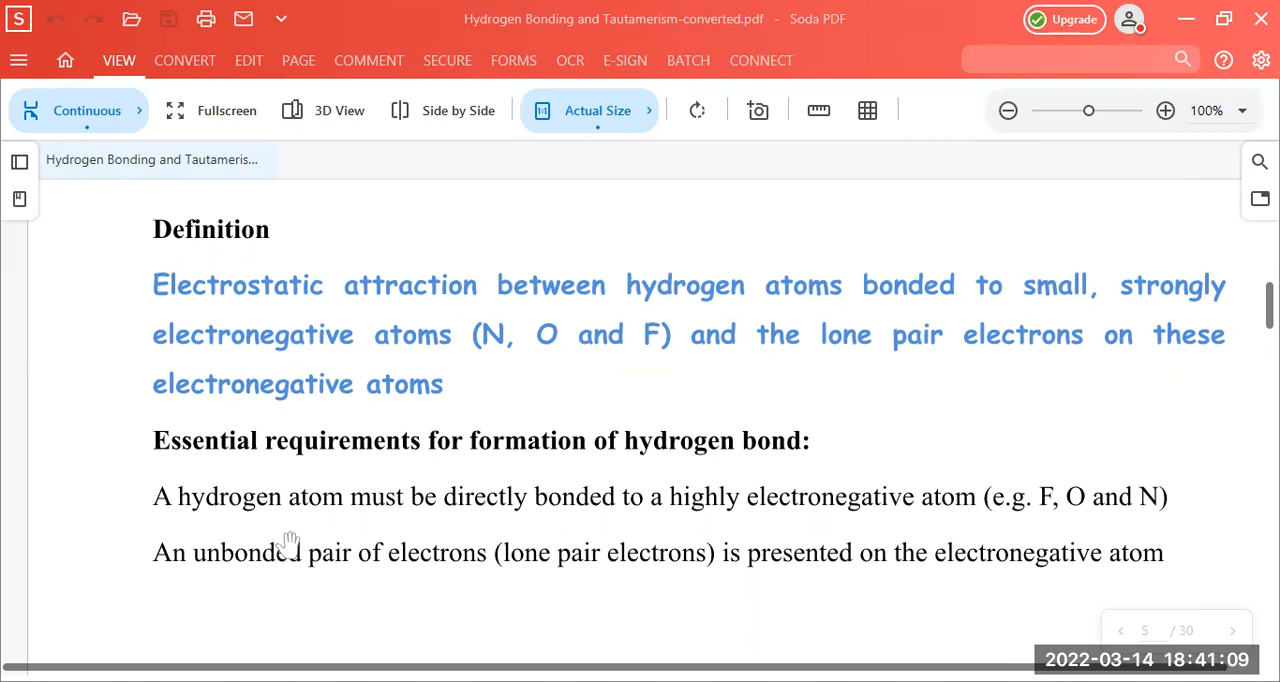 S
Hydrogen Bonding and Tautamerism-converted.pdf - Soda PDF
Upgrade
VIEW CONVERT EDIT PAGE COMMENT SECURE FORMS OCR E-SIGN BATCH CONNECT
Continuous Fullscreen 3D View Side by Side Actual Size 100%
Hydrogen Bonding and Tautameris...
Definition
Electrostatic attraction between hydrogen atoms bonded to small, strongly
electronegative atoms (N, O and F) and the lone pair electrons on these
electronegative atoms
Essential requirements for formation of hydrogen bond:
A hydrogen atom must be directly bonded to a highly electronegative atom (e.g. F, O and N)
An unbonded pair of electrons (lone pair electrons) is presented on the electronegative atom
5 / 30
2022-03-14 18:41:09